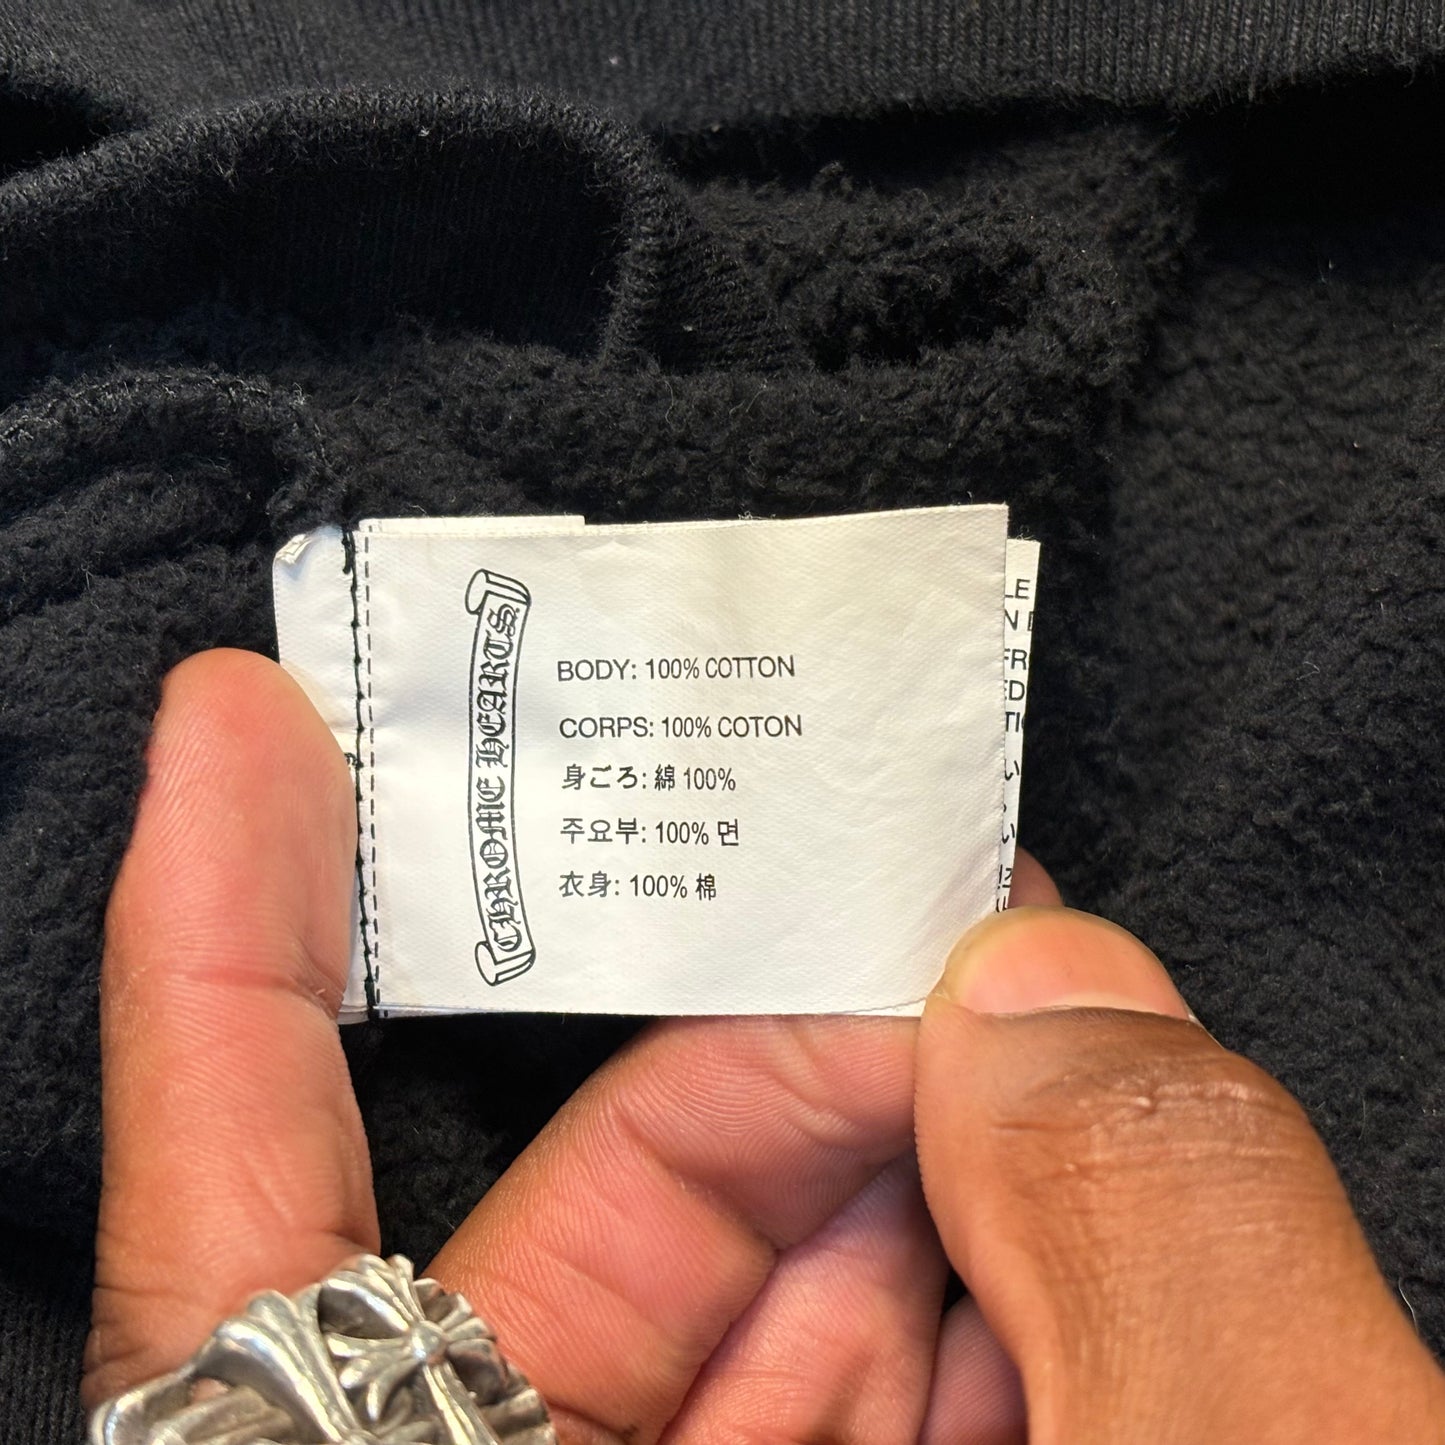 CHROME HEARTS
BODY: 100% COTTON
CORPS: 100% COTON
身ごろ: 綿 100%
주요부: 100% 면
衣身: 100% 棉